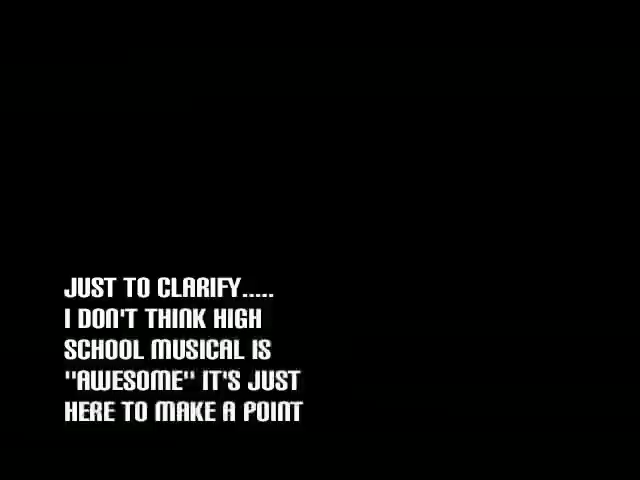 JUST TO CLARIFY.....
I DON'T THINK HIGH
SCHOOL MUSICAL IS
"AWESOME" IT'S JUST
HERE TO MAKE A POINT